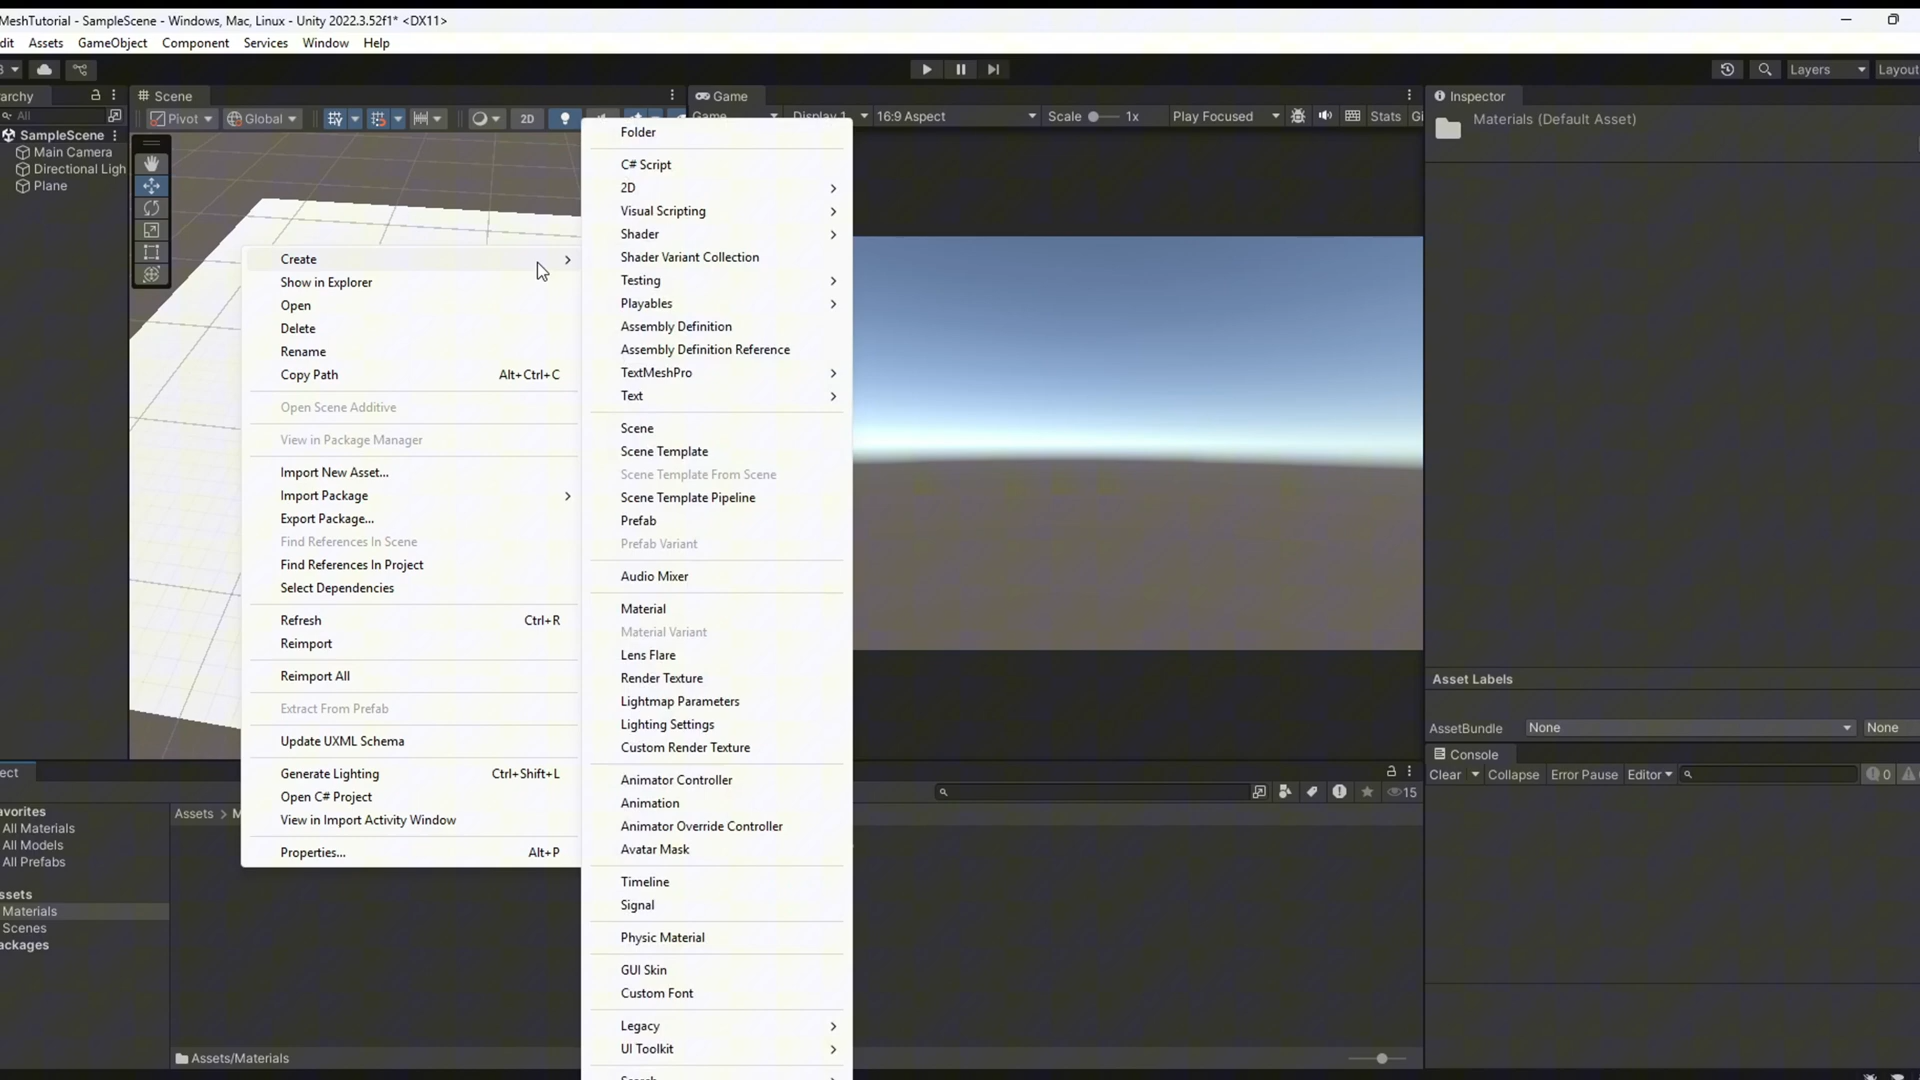 MeshTutorial - SampleScene - Windows, Mac, Linux - Unity 2022.3.52f1* <DX11>
dit Assets GameObject Component Services Window Help
Layers Layout
archy
All
SampleScene
Main Camera
Directional Ligh
Plane
Scene
Pivot Global 2D
Game
Game Display 1 16:9 Aspect Scale 1x Play Focused Stats Gi
Create
Show in Explorer
Open
Delete
Rename
Copy Path Alt+Ctrl+C
Open Scene Additive
View in Package Manager
Import New Asset...
Import Package
Export Package...
Find References In Scene
Find References In Project
Select Dependencies
Refresh Ctrl+R
Reimport
Reimport All
Extract From Prefab
Update UXML Schema
Generate Lighting Ctrl+Shift+L
Open C# Project
View in Import Activity Window
Properties... Alt+P
Folder
C# Script
2D
Visual Scripting
Shader
Shader Variant Collection
Testing
Playables
Assembly Definition
Assembly Definition Reference
TextMeshPro
Text
Scene
Scene Template
Scene Template From Scene
Scene Template Pipeline
Prefab
Prefab Variant
Audio Mixer
Material
Material Variant
Lens Flare
Render Texture
Lightmap Parameters
Lighting Settings
Custom Render Texture
Animator Controller
Animation
Animator Override Controller
Avatar Mask
Timeline
Signal
Physic Material
GUI Skin
Custom Font
Legacy
UI Toolkit
Inspector
Materials (Default Asset)
Asset Labels
AssetBundle None None
Console
Clear Collapse Error Pause Editor 0
ect
15
avorites
All Materials
All Models
All Prefabs
ssets
Materials
Scenes
ackages
Assets > M
Assets/Materials